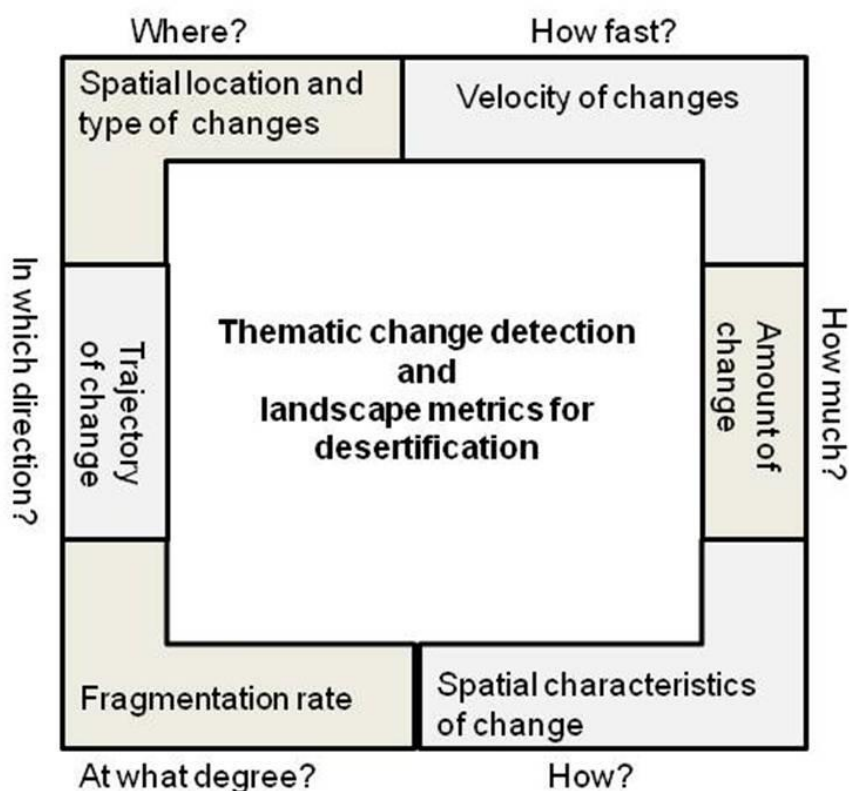 Where?
How fast?
Spatial location and
type of changes
Velocity of changes
In which direction?
Trajectory
of change
Thematic change detection
and
landscape metrics for
desertification
Amount of
change
How much?
Fragmentation rate
Spatial characteristics
of change
At what degree?
How?